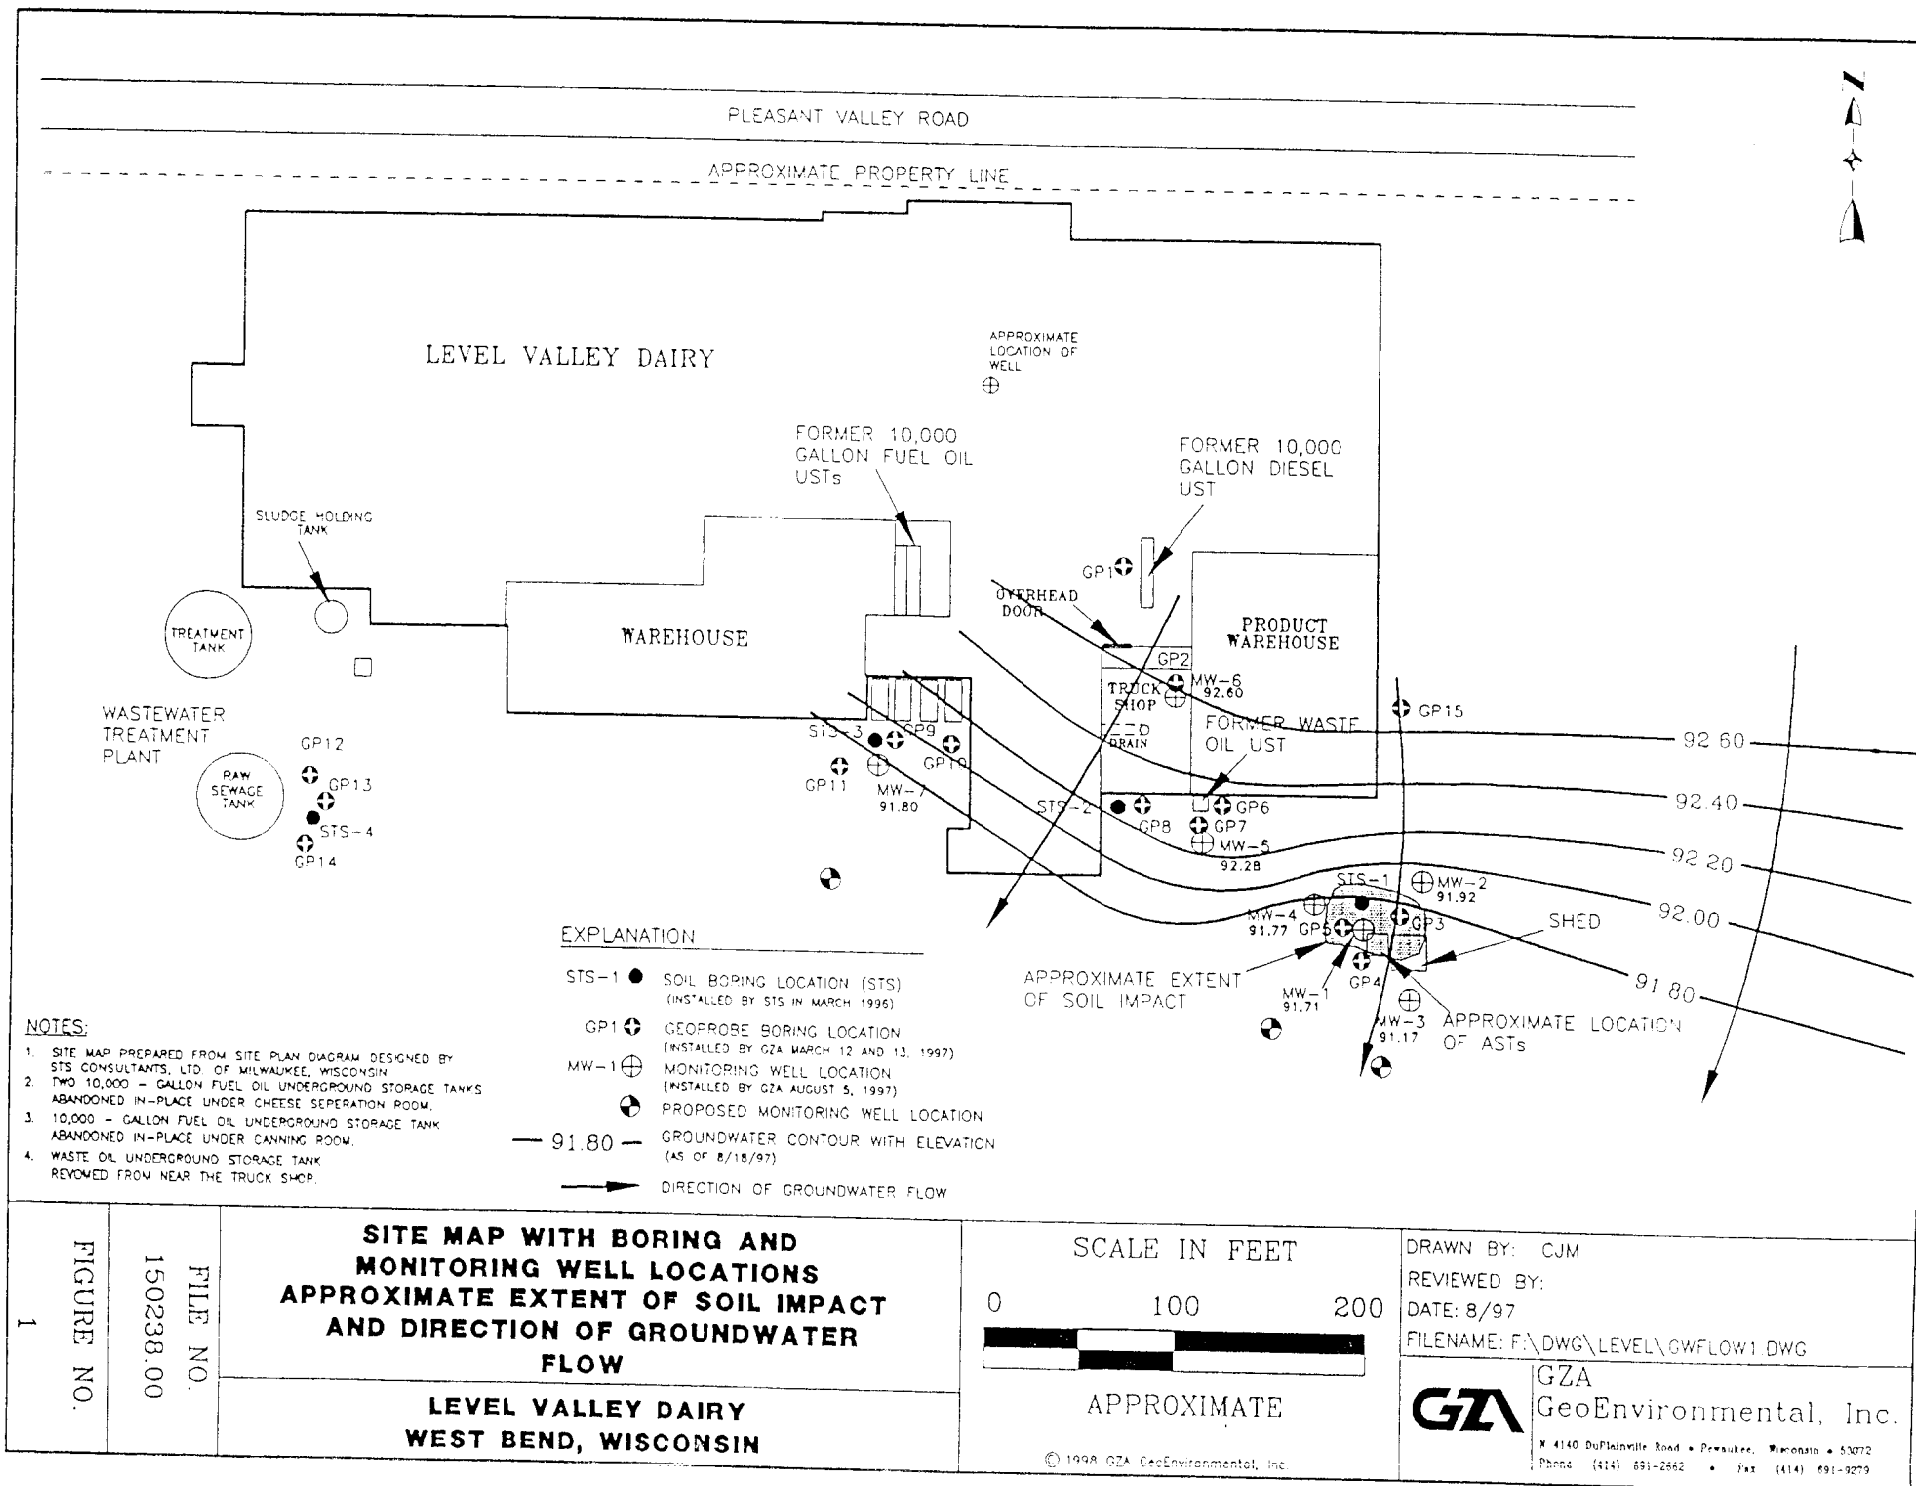 N
PLEASANT VALLEY ROAD
APPROXIMATE PROPERTY LINE
LEVEL VALLEY DAIRY
APPROXIMATE
LOCATION OF
WELL
FORMER 10,000
GALLON FUEL OIL
USTs
FORMER 10,000
GALLON DIESEL
UST
SLUDGE HOLDING
TANK
GP1
OVERHEAD
DOOR
TREATMENT
TANK
WAREHOUSE
PRODUCT
WAREHOUSE
GP2
MW-6
92.60
TRUCK
SHOP
GP15
FORMER WASTE
OIL UST
DRAIN
WASTEWATER
TREATMENT
PLANT
GP12
RAW
SEWAGE
TANK
GP13
STS-4
GP14
STS-3
GP9
GP10
GP11
MW-7
91.80
STS-2
GP8
GP6
GP7
MW-5
92.28
92.60
92.40
92.20
92.00
91.80
STS-1
MW-2
91.92
MW-4
91.77
GP5
GP3
SHED
GP4
MW-1
91.71
MW-3
91.17
APPROXIMATE EXTENT
OF SOIL IMPACT
APPROXIMATE LOCATION
OF ASTs
EXPLANATION
STS-1 SOIL BORING LOCATION (STS)
(INSTALLED BY STS IN MARCH 1996)
GP1 GEOPROBE BORING LOCATION
(INSTALLED BY GZA MARCH 12 AND 13, 1997)
MW-1 MONITORING WELL LOCATION
(INSTALLED BY GZA AUGUST 5, 1997)
PROPOSED MONITORING WELL LOCATION
91.80 GROUNDWATER CONTOUR WITH ELEVATION
(AS OF 8/18/97)
DIRECTION OF GROUNDWATER FLOW
NOTES:
1. SITE MAP PREPARED FROM SITE PLAN DIAGRAM DESIGNED BY
STS CONSULTANTS, LTD. OF MILWAUKEE, WISCONSIN
2. TWO 10,000 - GALLON FUEL OIL UNDERGROUND STORAGE TANKS
ABANDONED IN-PLACE UNDER CHEESE SEPERATION ROOM.
3. 10,000 - GALLON FUEL OIL UNDERGROUND STORAGE TANK
ABANDONED IN-PLACE UNDER CANNING ROOM.
4. WASTE OIL UNDERGROUND STORAGE TANK
REVOMED FROM NEAR THE TRUCK SHOP.
FIGURE NO.
1
FILE NO.
150238.00
SITE MAP WITH BORING AND
MONITORING WELL LOCATIONS
APPROXIMATE EXTENT OF SOIL IMPACT
AND DIRECTION OF GROUNDWATER
FLOW
LEVEL VALLEY DAIRY
WEST BEND, WISCONSIN
SCALE IN FEET
0 100 200
APPROXIMATE
© 1998 GZA GeoEnvironmental, Inc.
DRAWN BY: CJM
REVIEWED BY:
DATE: 8/97
FILENAME: F:\DWG\LEVEL\GWFLOW1.DWG
GZA
GZA
GeoEnvironmental, Inc.
N 4140 DuPlainville Road • Pewaukee, Wisconsin • 53072
Phone (414) 691-2662 • Fax (414) 691-9279